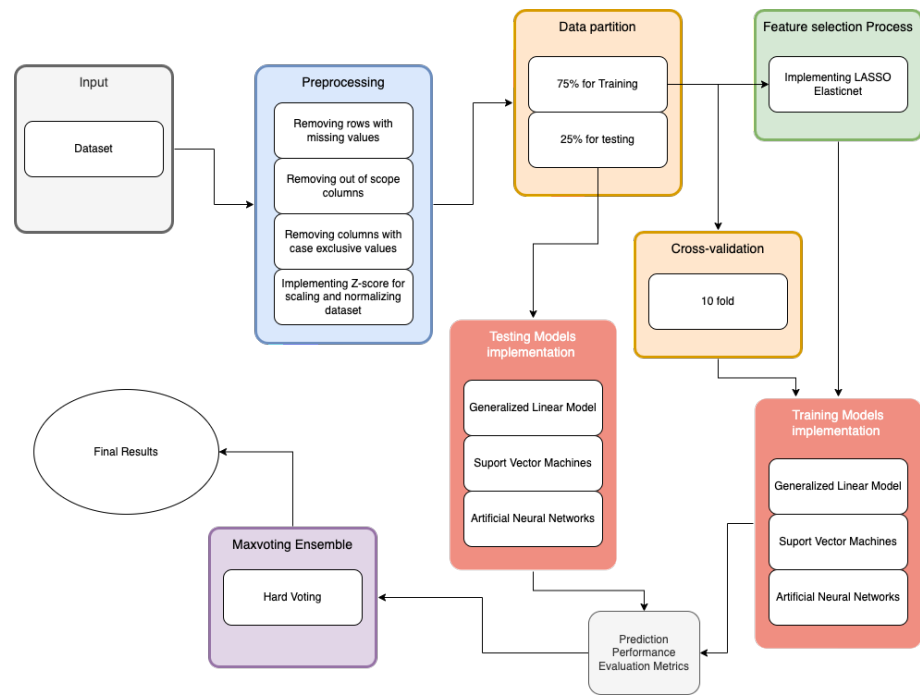 Input
Dataset
Preprocessing
Removing rows with
missing values
Removing out of scope
columns
Removing columns with
case exclusive values
Implementing Z-score for
scaling and normalizing
dataset
Data partition
75% for Training
25% for testing
Feature selection Process
Implementing LASSO
Elasticnet
Cross-validation
10 fold
Testing Models
implementation
Generalized Linear Model
Suport Vector Machines
Artificial Neural Networks
Training Models
implementation
Generalized Linear Model
Suport Vector Machines
Artificial Neural Networks
Prediction
Performance
Evaluation Metrics
Maxvoting Ensemble
Hard Voting
Final Results